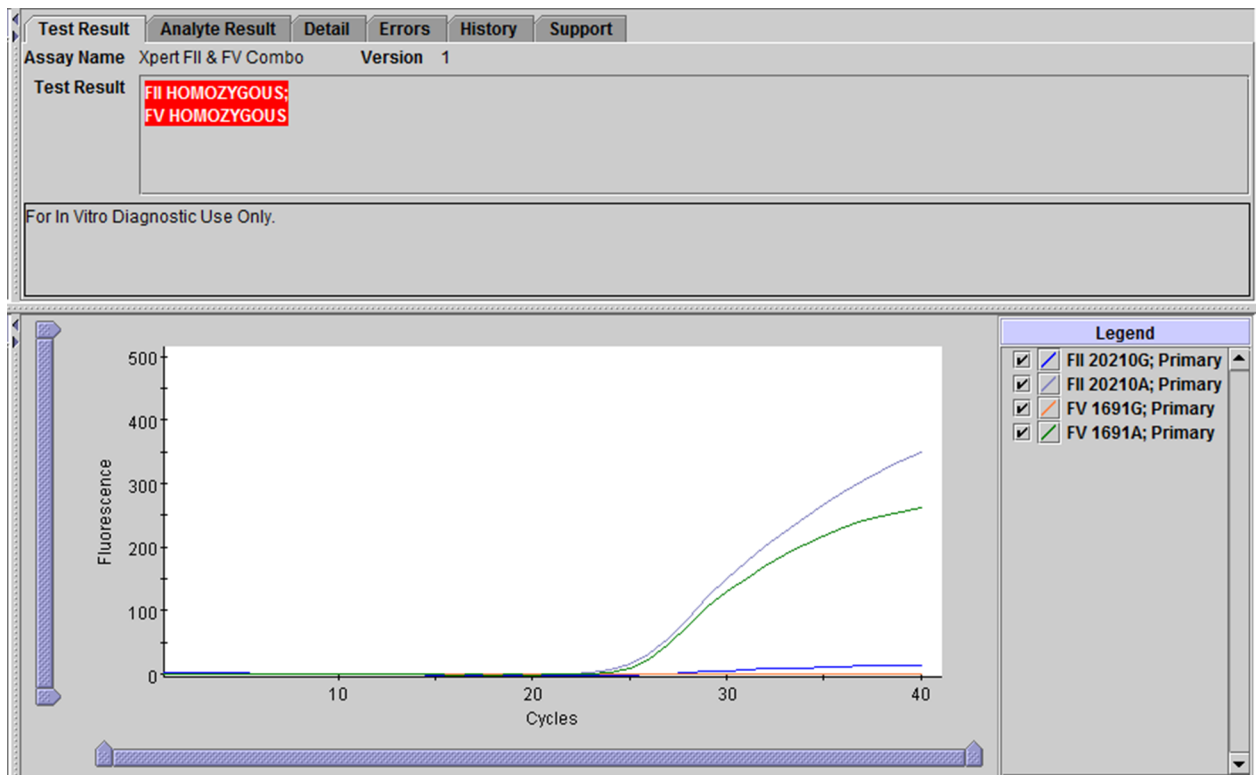 Test Result Analyte Result Detail Errors History Support
Assay Name Xpert FII & FV Combo Version 1
Test Result
FII HOMOZYGOUS;
FV HOMOZYGOUS
For In Vitro Diagnostic Use Only.
Legend
FII 20210G; Primary
FII 20210A; Primary
FV 1691G; Primary
FV 1691A; Primary
500
400
300
200
100
0
Fluorescence
10 20 30 40
Cycles